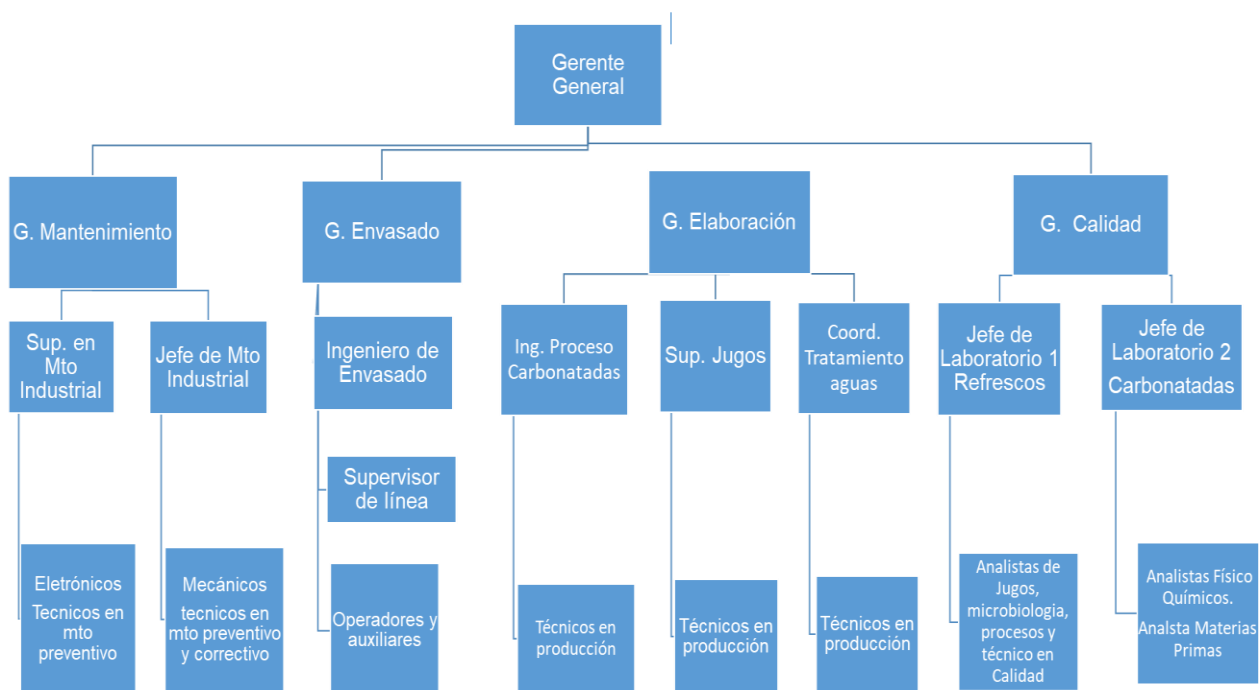 Gerente
General
G. Mantenimiento
G. Envasado
G. Elaboración
G.  Calidad
Sup. en
Mto
Industrial
Jefe de Mto
Industrial
Ingeniero de
Envasado
Ing. Proceso
Carbonatadas
Sup. Jugos
Coord.
Tratamiento
aguas
Jefe de
Laboratorio 1
Refrescos
Jefe de
Laboratorio 2
Carbonatadas
Supervisor
de línea
Eletrónicos
Tecnicos en
mto
preventivo
Mecánicos
tecnicos en
mto preventivo
y correctivo
Operadores y
auxiliares
Técnicos en
producción
Técnicos en
producción
Técnicos en
producción
Analistas de
Jugos,
microbiologia,
procesos y
técnico en
Calidad
Analistas Físico
Químicos.
Analsta Materias
Primas